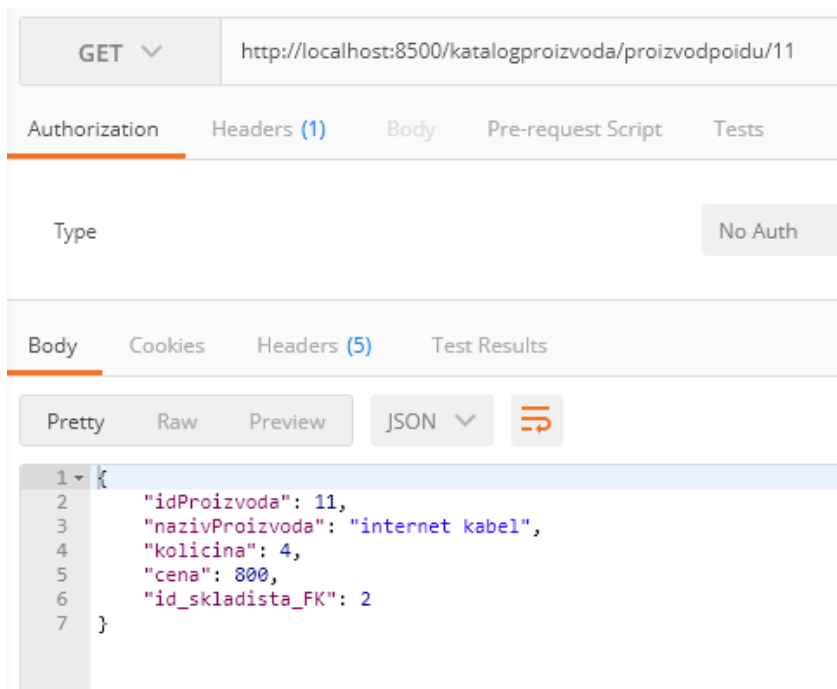 GET http://localhost:8500/katalogproizvoda/proizvodpoidu/11
Authorization Headers (1) Body Pre-request Script Tests
Type No Auth
Body Cookies Headers (5) Test Results
Pretty Raw Preview JSON
1 {
2 "idProizvoda": 11,
3 "nazivProizvoda": "internet kabel",
4 "kolicina": 4,
5 "cena": 800,
6 "id_skladista_FK": 2
7 }